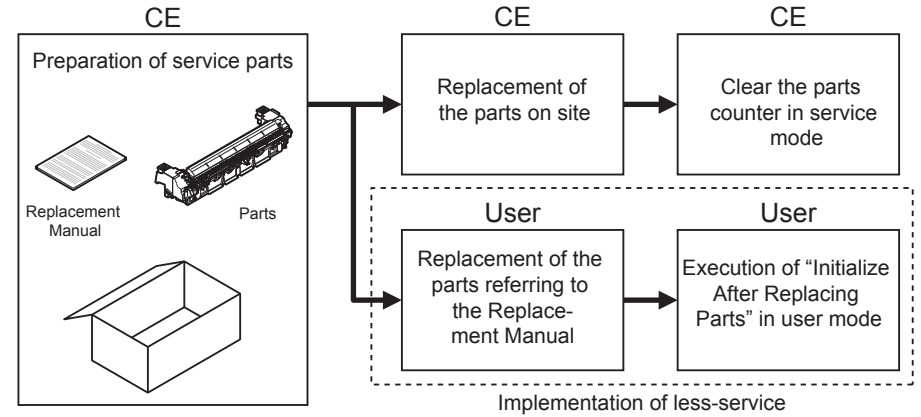 CE
Preparation of service parts
Replacement
Manual
Parts
CE
Replacement of
the parts on site
CE
Clear the parts
counter in service
mode
User
Replacement of the
parts referring to
the Replace-
ment Manual
User
Execution of “Initialize
After Replacing
Parts” in user mode
Implementation of less-service